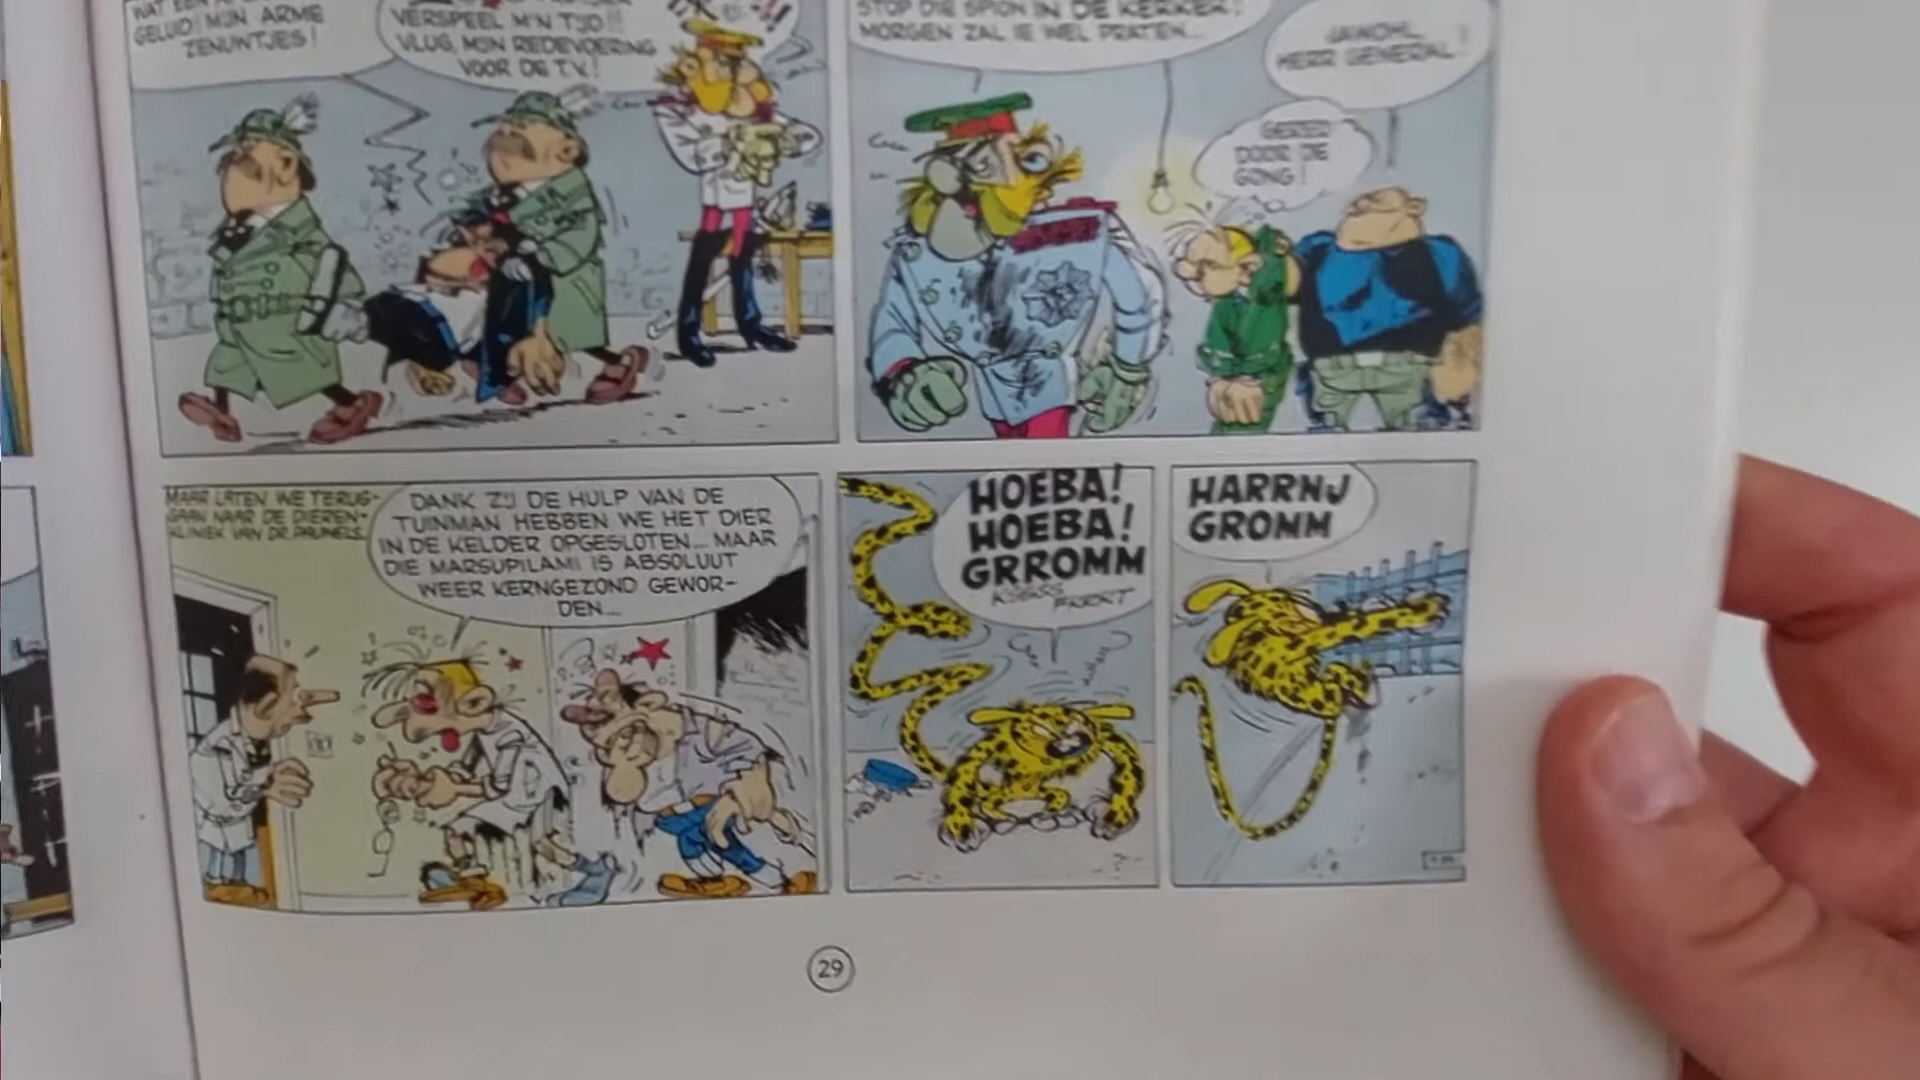 GELUID! MIJN ARME
ZENUWTJES!
VERSPEEL M'N TIJD!!!
VLUG, MIJN REDEVOERING
VOOR DE T.V.!
STOP DIE SPION IN DE KERKER!
MORGEN ZAL IE WEL PRATEN...
JAWOHL,
HERR GENERAL!
GERED
DOOR DE
GONG!
MAAR LATEN WE TERUG-
GAAN NAAR DE DIEREN-
KLINIEK VAN DR.
DANK ZIJ DE HULP VAN DE
TUINMAN HEBBEN WE HET DIER
IN DE KELDER OPGESLOTEN... MAAR
DIE MARSUPILAMI IS ABSOLUUT
WEER KERNGEZOND GEWOR-
DEN...
HOEBA!
HOEBA!
GRROMM
HARRNJ
GROMM
29